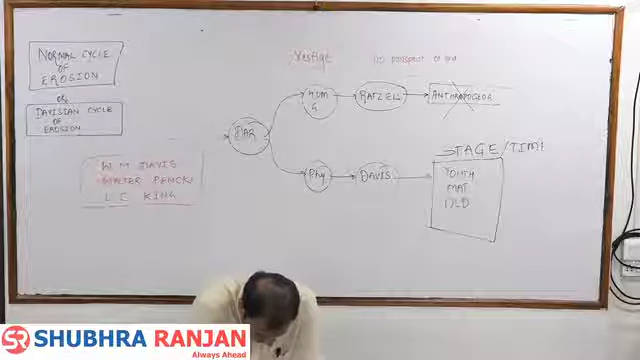 NORMAL CYCLE
OF
EROSION
OR
DAVISIAN CYCLE
OF
EROSION
W M DAVIS
WALTER PENCK
L C KING
Vestige
DAR
HUM
G
RATZEL
ANTHROPOGEOG
Phy
DAVIS
STAGE/TIME
YOUTH
MAT
OLD
SR SHUBHRA RANJAN
Always Ahead